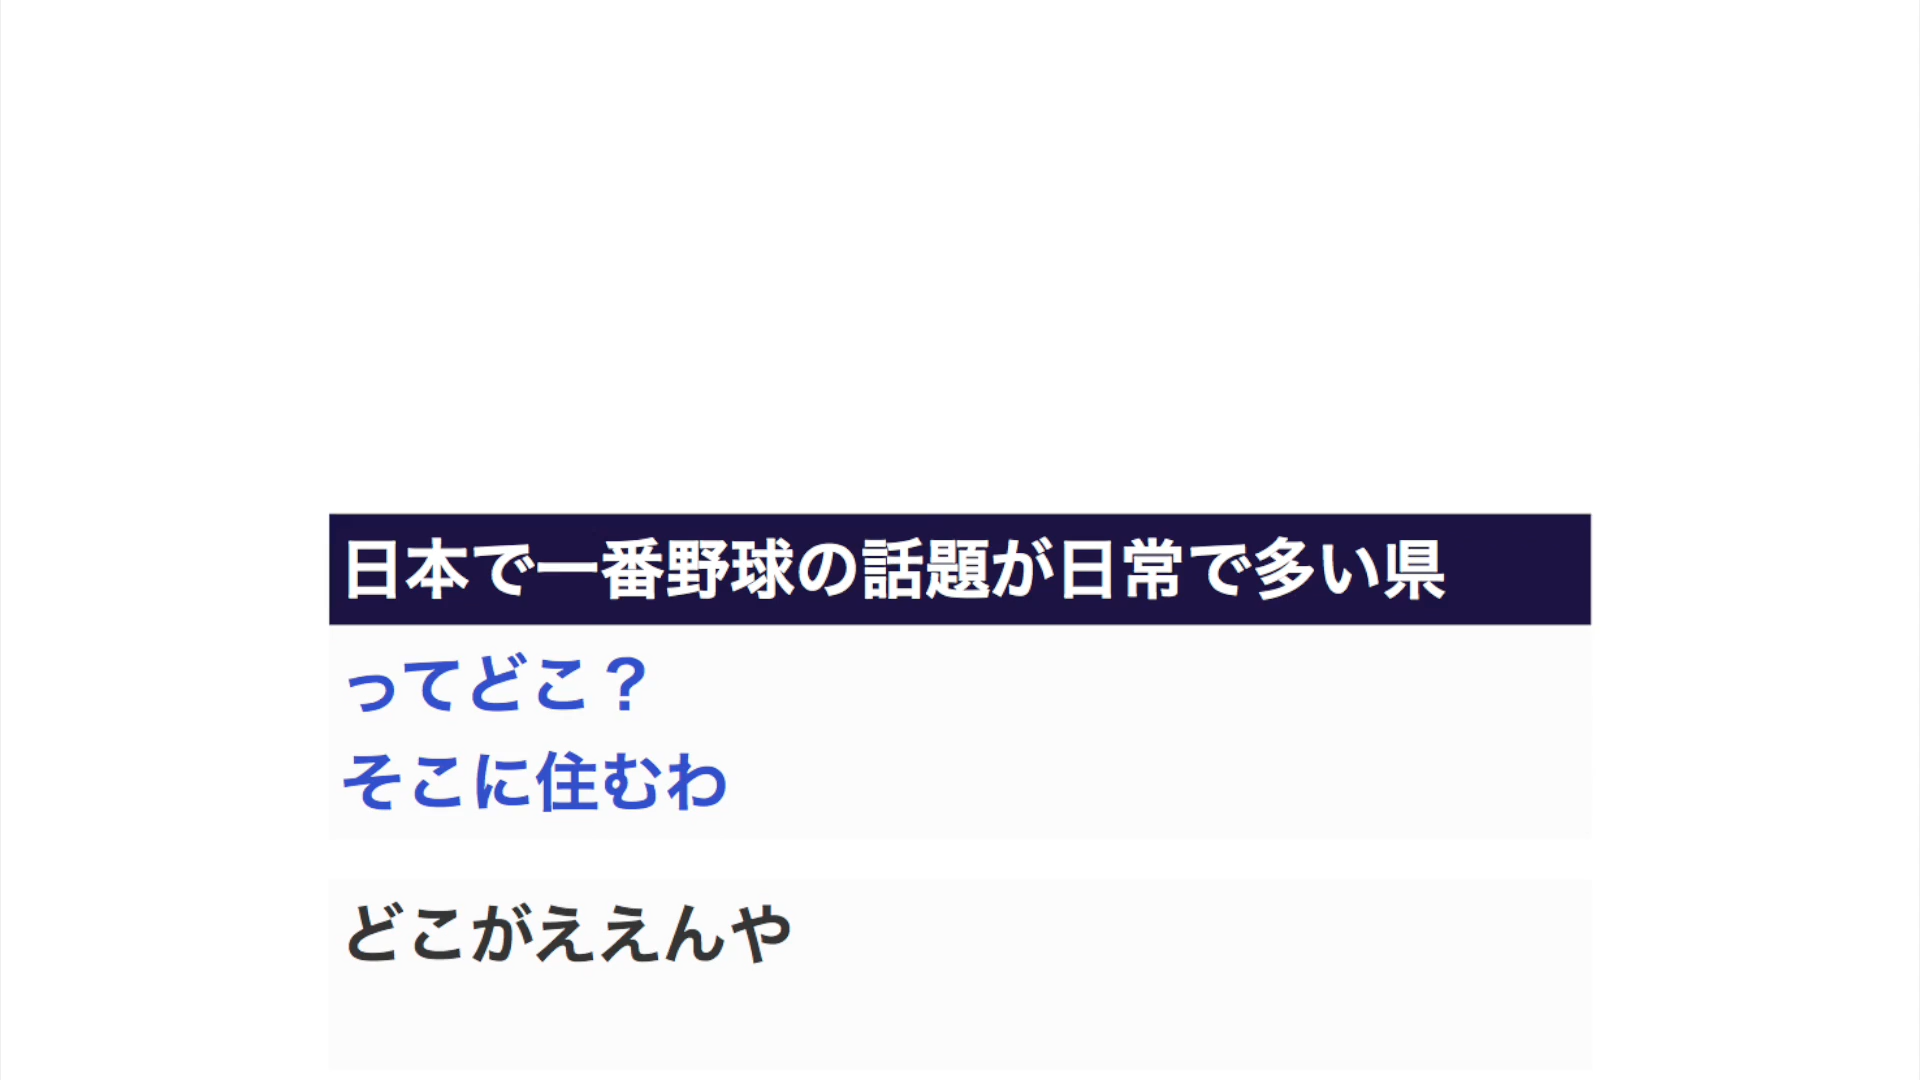 日本で一番野球の話題が日常で多い県
ってどこ？
そこに住むわ
どこがええんや